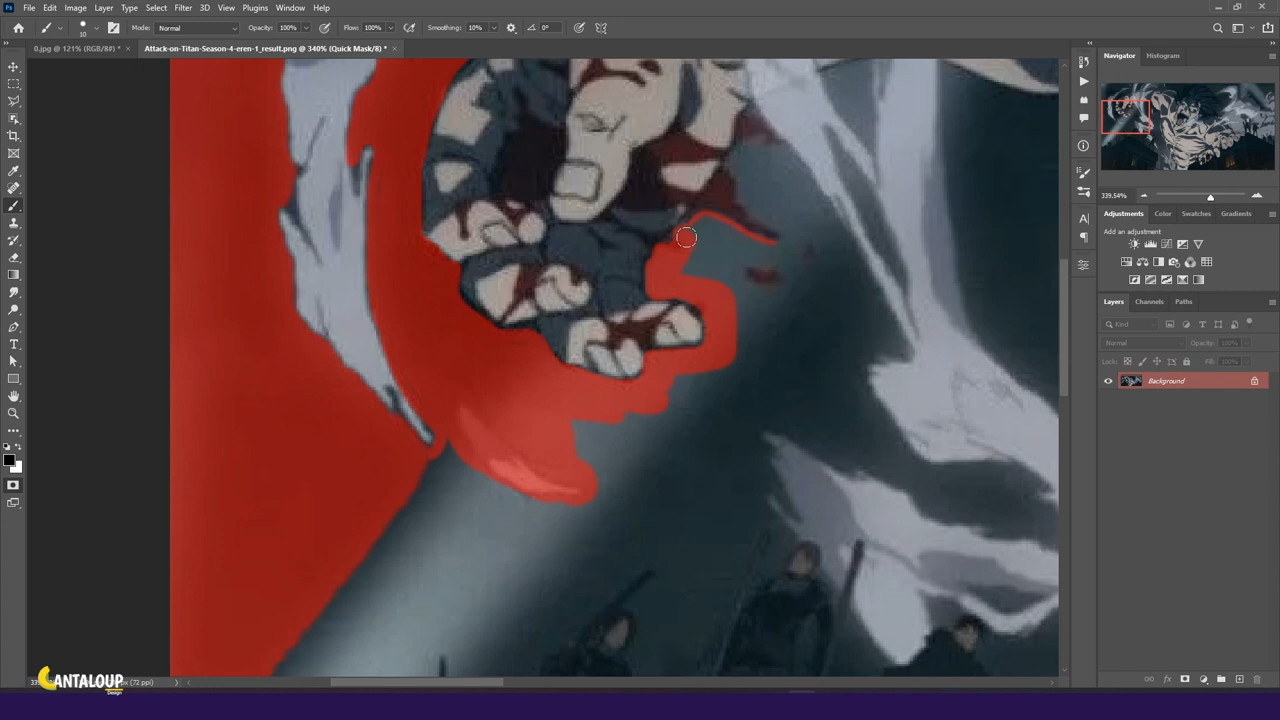 File Edit Image Layer Type Select Filter 3D View Plugins Window Help
10 Mode: Normal Opacity: 100% Flow: 100% Smoothing: 10% 0°
0.jpg @ 121% (RGB/8#) * × Attack-on-Titan-Season-4-eren-1_result.png @ 340% (Quick Mask/8) * ×
Navigator Histogram
339.54%
Adjustments Color Swatches Gradients
Add an adjustment
Layers Channels Paths
Kind
Normal Opacity: 100%
Lock: Fill: 100%
Background
CANTALOUP
Design
(72 ppi)